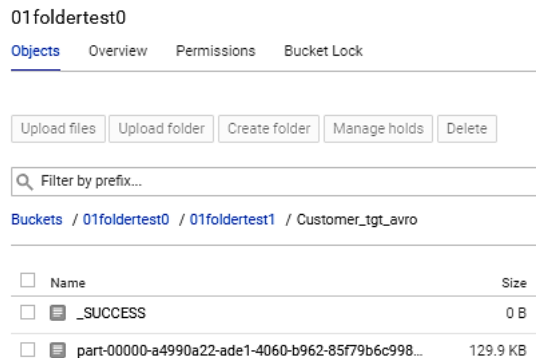 01foldertest0
Objects Overview Permissions Bucket Lock
Upload files Upload folder Create folder Manage holds Delete
Filter by prefix...
Buckets / 01foldertest0 / 01foldertest1 / Customer_tgt_avro
Name Size
_SUCCESS 0 B
part-00000-a4990a22-ade1-4060-b962-85f79b6c998... 129.9 KB